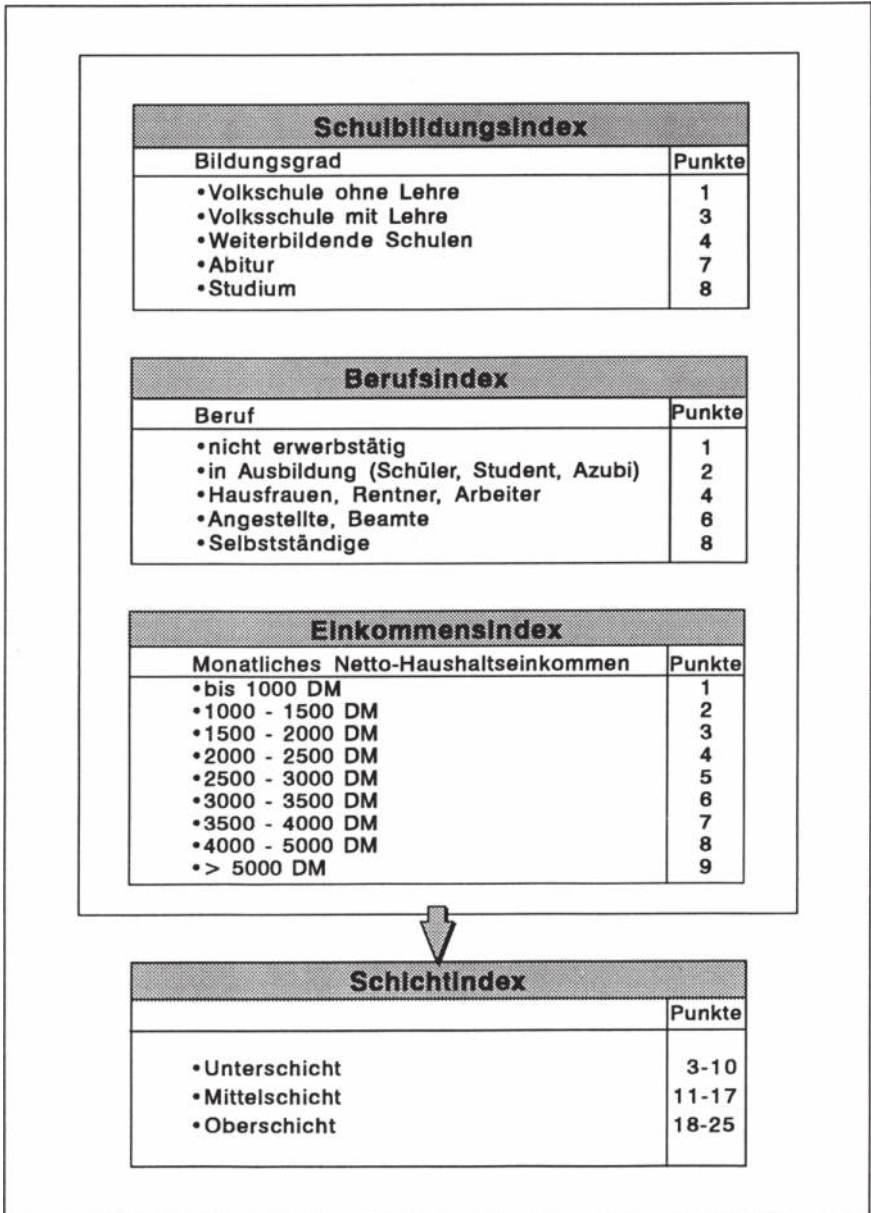 Schulbildungsindex
Bildungsgrad Punkte
•Volkschule ohne Lehre 1
•Volksschule mit Lehre 3
•Weiterbildende Schulen 4
•Abitur 7
•Studium 8
Berufsindex
Beruf Punkte
•nicht erwerbstätig 1
•in Ausbildung (Schüler, Student, Azubi) 2
•Hausfrauen, Rentner, Arbeiter 4
•Angestellte, Beamte 6
•Selbstständige 8
Einkommensindex
Monatliches Netto-Haushaltseinkommen Punkte
•bis 1000 DM 1
•1000 - 1500 DM 2
•1500 - 2000 DM 3
•2000 - 2500 DM 4
•2500 - 3000 DM 5
•3000 - 3500 DM 6
•3500 - 4000 DM 7
•4000 - 5000 DM 8
•> 5000 DM 9
Schichtindex
Punkte
•Unterschicht 3-10
•Mittelschicht 11-17
•Oberschicht 18-25